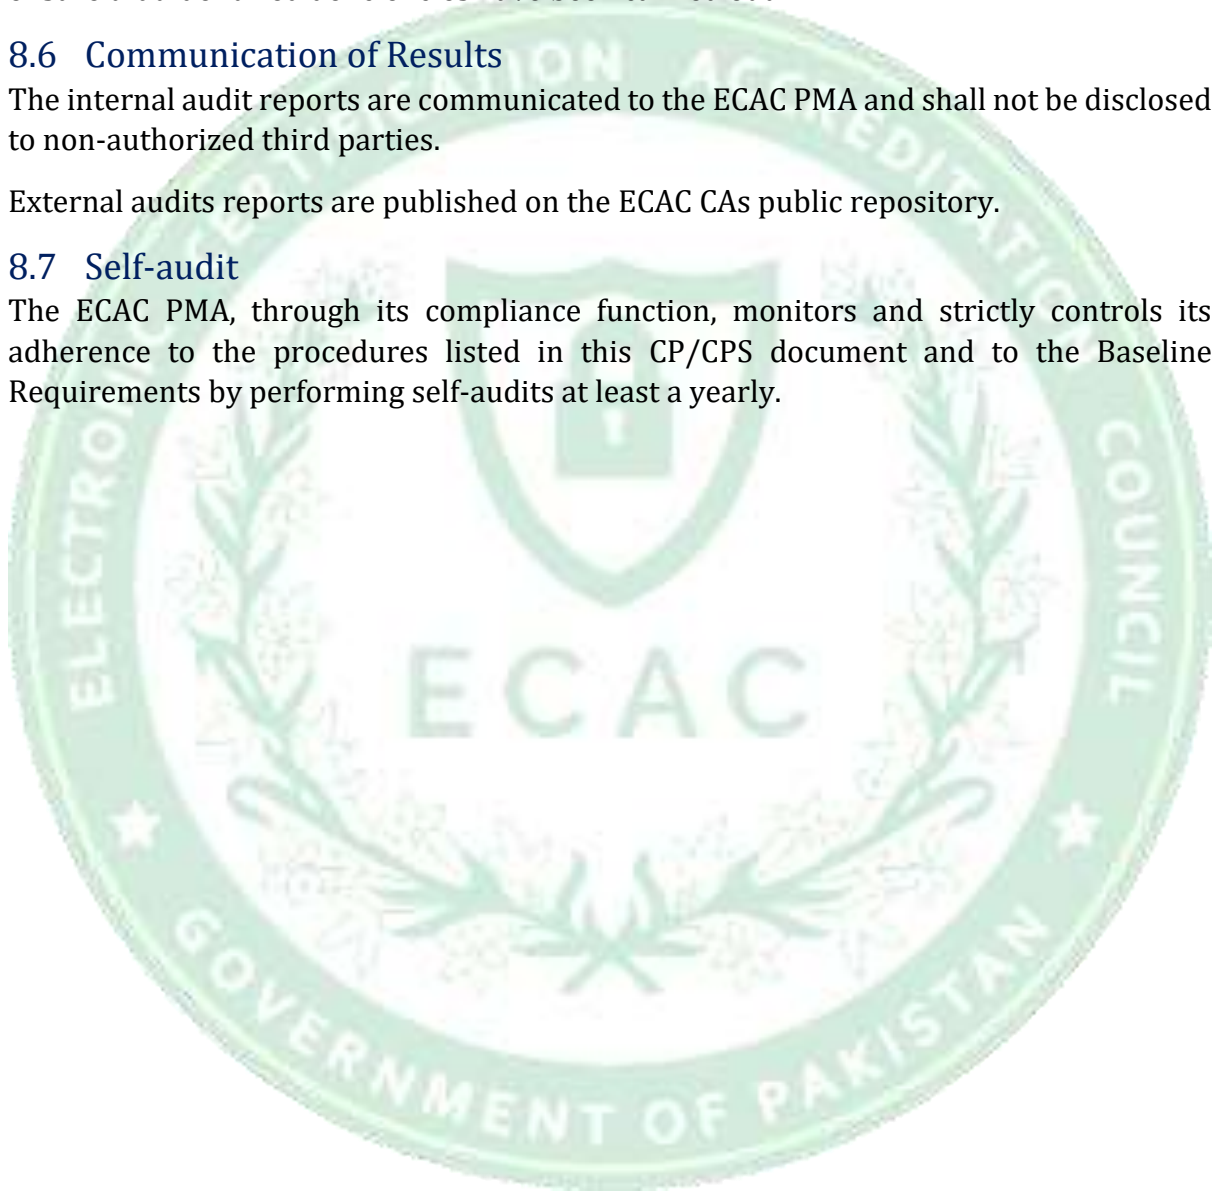 8.6 Communication of Results
The internal audit reports are communicated to the ECAC PMA and shall not be disclosed
to non-authorized third parties.
External audits reports are published on the ECAC CAs public repository.
8.7 Self-audit
The ECAC PMA, through its compliance function, monitors and strictly controls its
adherence to the procedures listed in this CP/CPS document and to the Baseline
Requirements by performing self-audits at least a yearly.
ELECTRONIC CERTIFICATION ACCREDITATION COUNCIL
ECAC
GOVERNMENT OF PAKISTAN